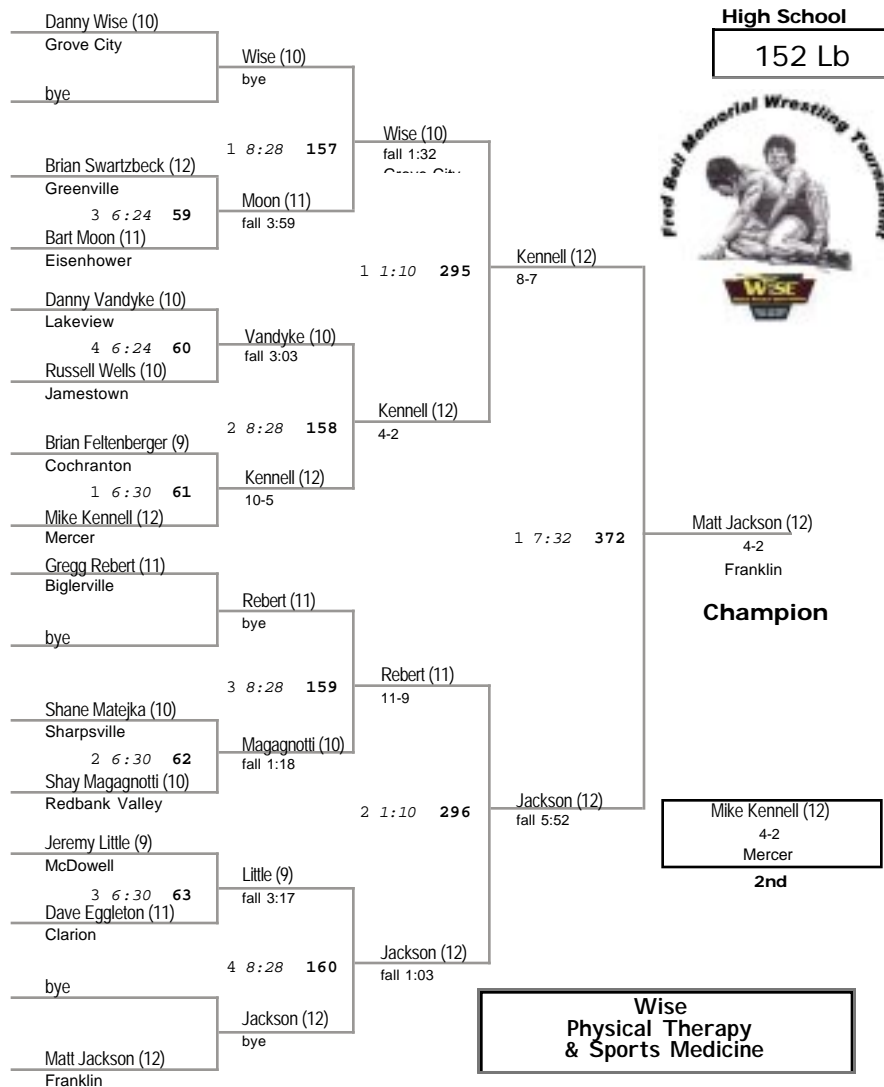 High School
152 Lb
Fred Bell Memorial Wrestling Tournament
WISE
Danny Wise (10)
Grove City
bye
Brian Swartzbeck (12)
Greenville
3 6:24 59
Bart Moon (11)
Eisenhower
Danny Vandyke (10)
Lakeview
4 6:24 60
Russell Wells (10)
Jamestown
Brian Feltenberger (9)
Cochranton
1 6:30 61
Mike Kennell (12)
Mercer
Gregg Rebert (11)
Biglerville
bye
Shane Matejka (10)
Sharpsville
2 6:30 62
Shay Magagnotti (10)
Redbank Valley
Jeremy Little (9)
McDowell
3 6:30 63
Dave Eggleton (11)
Clarion
bye
Matt Jackson (12)
Franklin
Wise (10)
bye
1 8:28 157
Moon (11)
fall 3:59
Vandyke (10)
fall 3:03
2 8:28 158
Kennell (12)
10-5
Rebert (11)
bye
3 8:28 159
Magagnotti (10)
fall 1:18
Little (9)
fall 3:17
4 8:28 160
Jackson (12)
bye
Wise (10)
fall 1:32
Grove City
1 1:10 295
Kennell (12)
4-2
Rebert (11)
11-9
2 1:10 296
Jackson (12)
fall 1:03
Kennell (12)
8-7
1 7:32 372
Jackson (12)
fall 5:52
Matt Jackson (12)
4-2
Franklin
Champion
Mike Kennell (12)
4-2
Mercer
2nd
Wise
Physical Therapy
& Sports Medicine